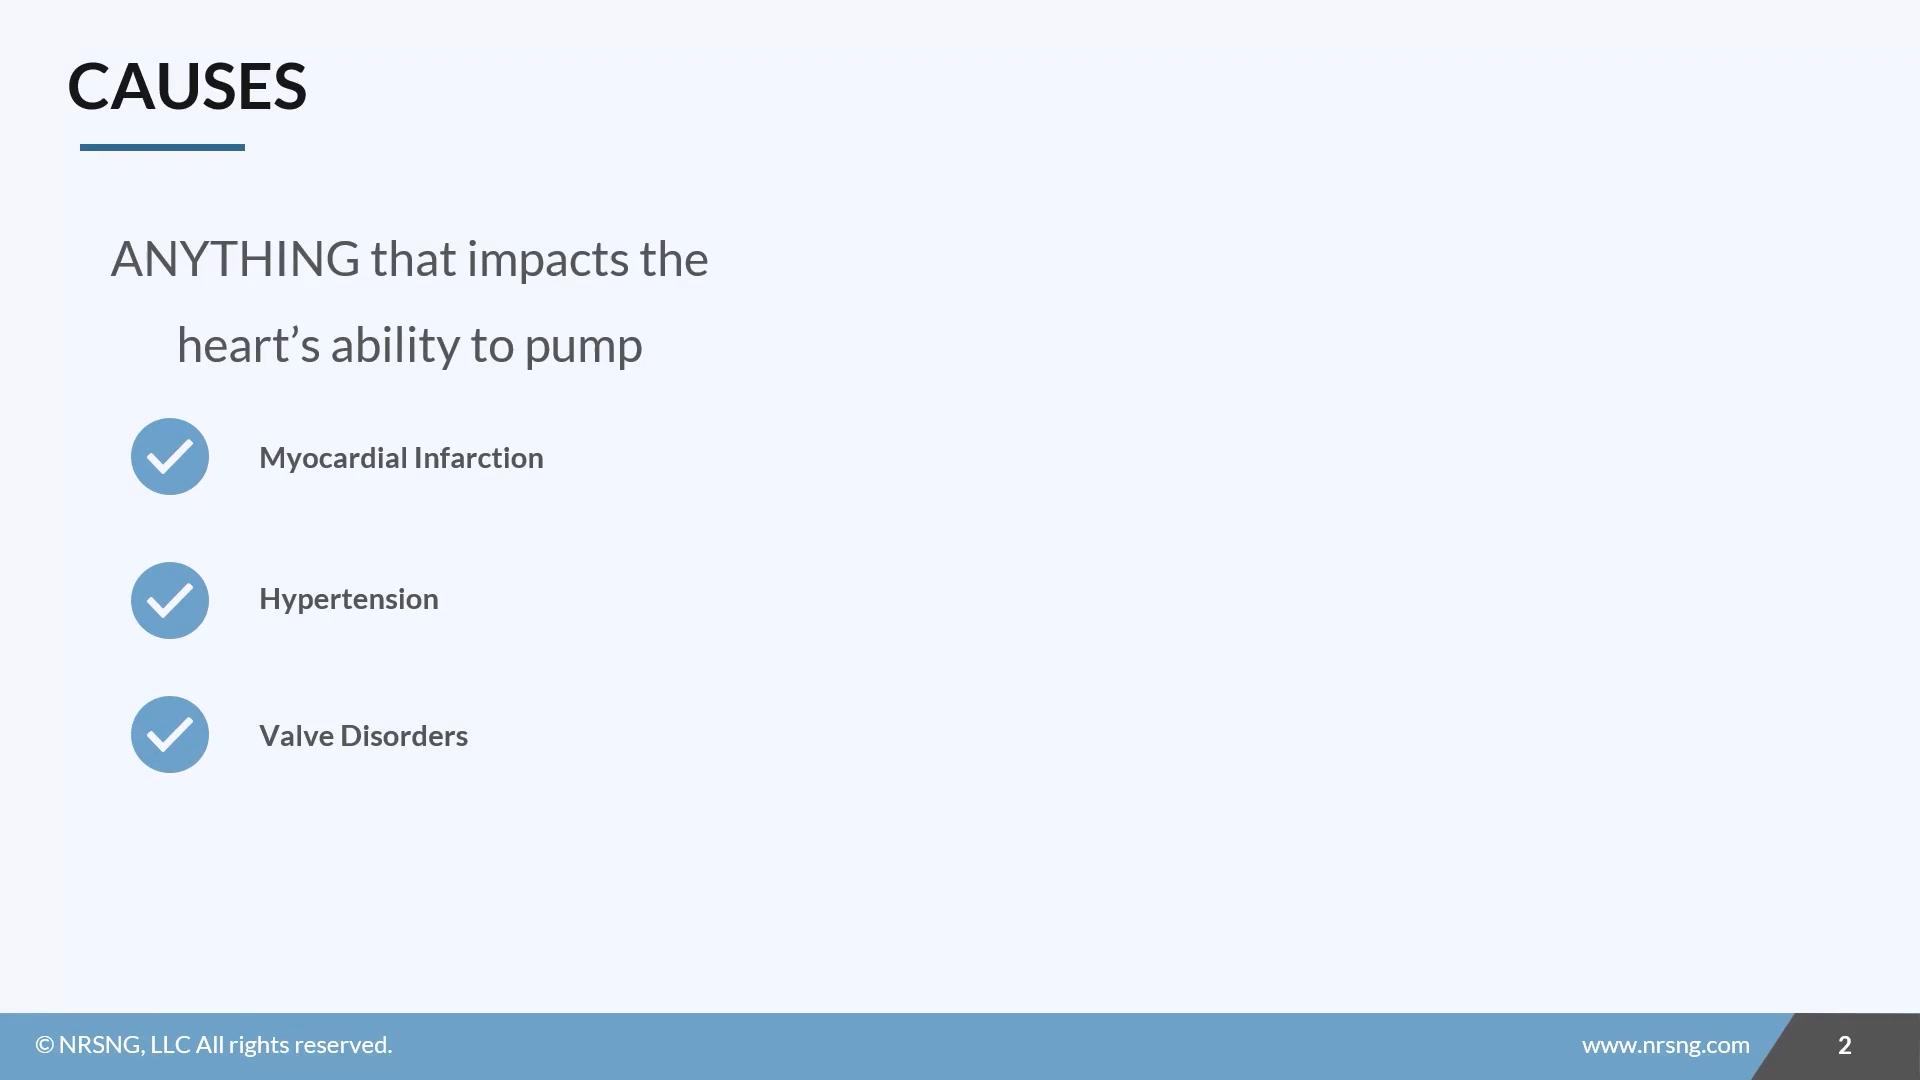 CAUSES
ANYTHING that impacts the
heart’s ability to pump
Myocardial Infarction
Hypertension
Valve Disorders
© NRSNG, LLC All rights reserved.
www.nrsng.com
2